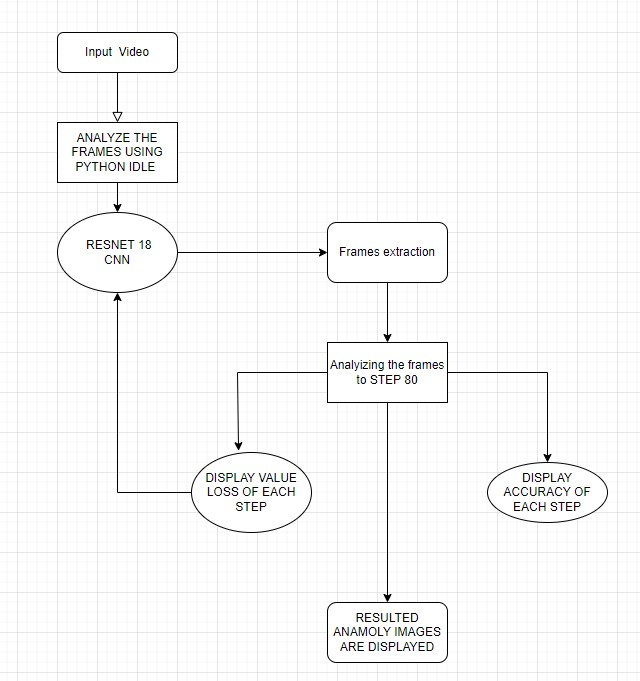 Input Video
ANALYZE THE
FRAMES USING
PYTHON IDLE
RESNET 18
CNN
Frames extraction
Analyizing the frames
to STEP 80
DISPLAY VALUE
LOSS OF EACH
STEP
DISPLAY
ACCURACY OF
EACH STEP
RESULTED
ANAMOLY IMAGES
ARE DISPLAYED